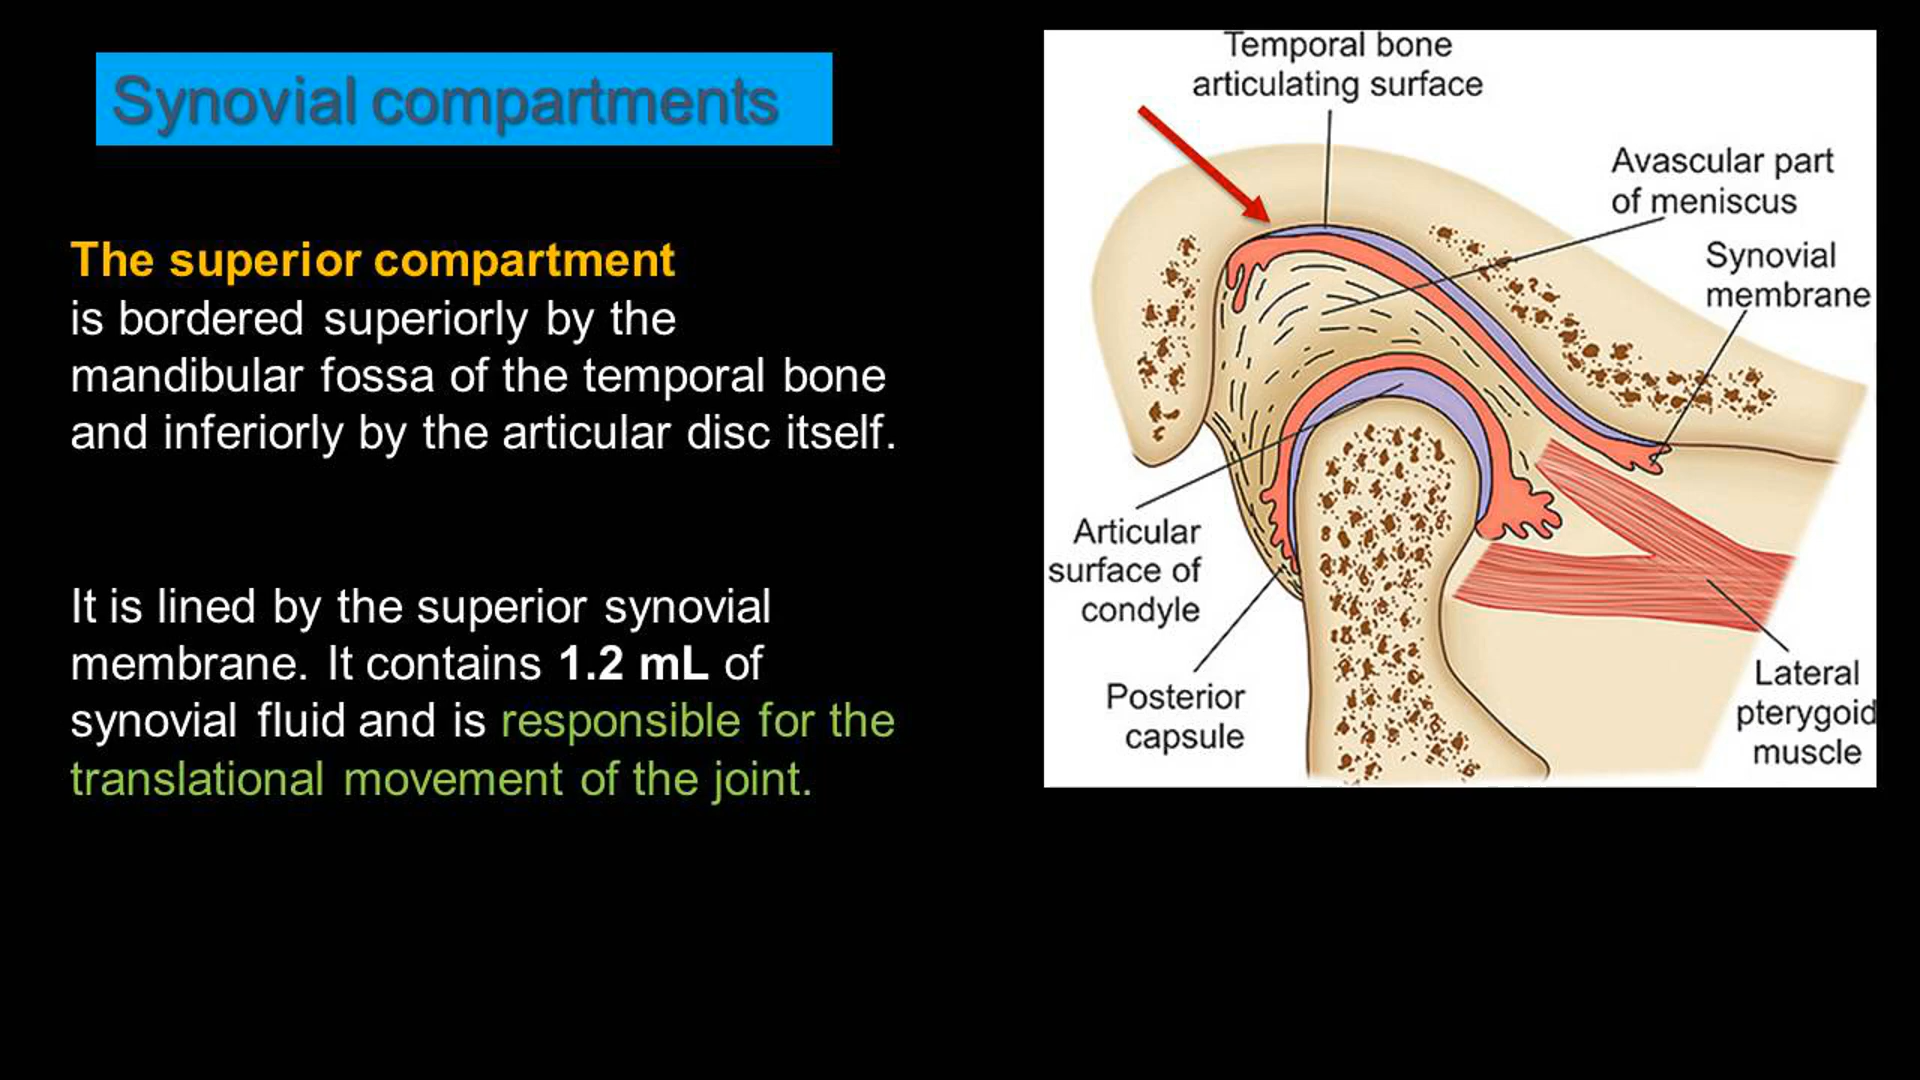 Synovial compartments
The superior compartment
is bordered superiorly by the
mandibular fossa of the temporal bone
and inferiorly by the articular disc itself.
It is lined by the superior synovial
membrane. It contains 1.2 mL of
synovial fluid and is responsible for the
translational movement of the joint.
Temporal bone
articulating surface
Avascular part
of meniscus
Synovial
membrane
Articular
surface of
condyle
Posterior
capsule
Lateral
pterygoid
muscle